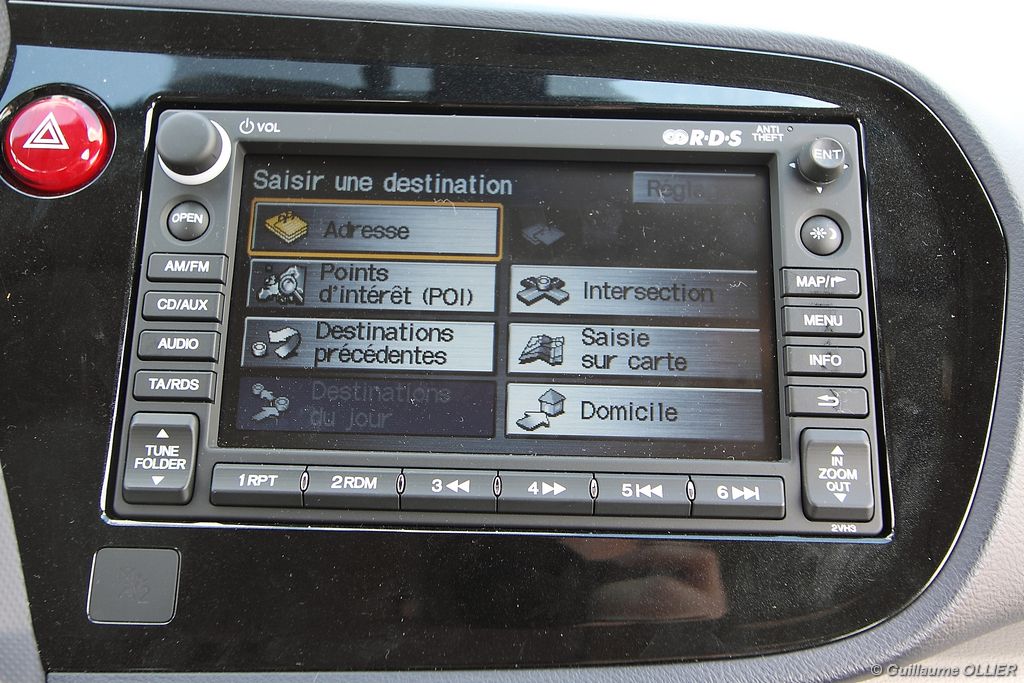 VOL
R·D·S
ANTI
THEFT
ENT
OPEN
AM/FM
CD/AUX
AUDIO
TA/RDS
TUNE
FOLDER
Saisir une destination
Adresse
Points
d'intérêt (POI)
Intersection
Destinations
précédentes
Saisie
sur carte
Destinations
du jour
Domicile
MAP/
MENU
INFO
IN
ZOOM
OUT
1 RPT
2 RDM
3
4
5
6
2VH3
© Guillaume OLLIER